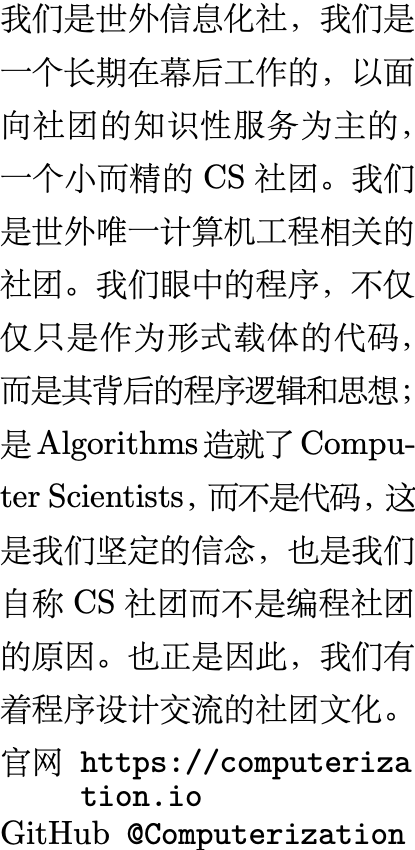 我们是世外信息化社，我们是
一个长期在幕后工作的，以面
向社团的知识性服务为主的，
一个小而精的 CS 社团。我们
是世外唯一计算机工程相关的
社团。我们眼中的程序，不仅
仅只是作为形式载体的代码，
而是其背后的程序逻辑和思想；
是 Algorithms 造就了 Compu-
ter Scientists，而不是代码，这
是我们坚定的信念，也是我们
自称 CS 社团而不是编程社团
的原因。也正是因此，我们有
着程序设计交流的社团文化。
官网 https://computeriza
tion.io
GitHub @Computerization